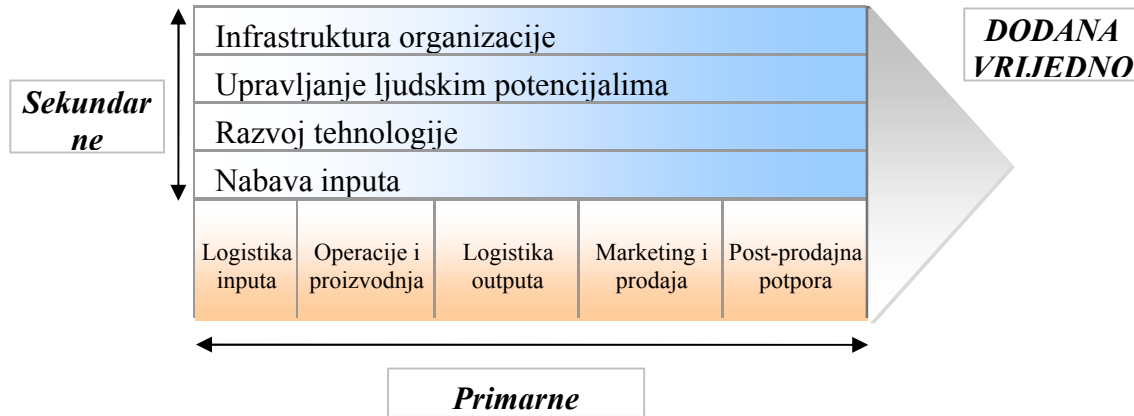 Infrastruktura organizacije
DODANA
VRIJEDNO
Upravljanje ljudskim potencijalima
Sekundar
ne
Razvoj tehnologije
Nabava inputa
Logistika
inputa
Operacije i
proizvodnja
Logistika
outputa
Marketing i
prodaja
Post-prodajna
potpora
Primarne